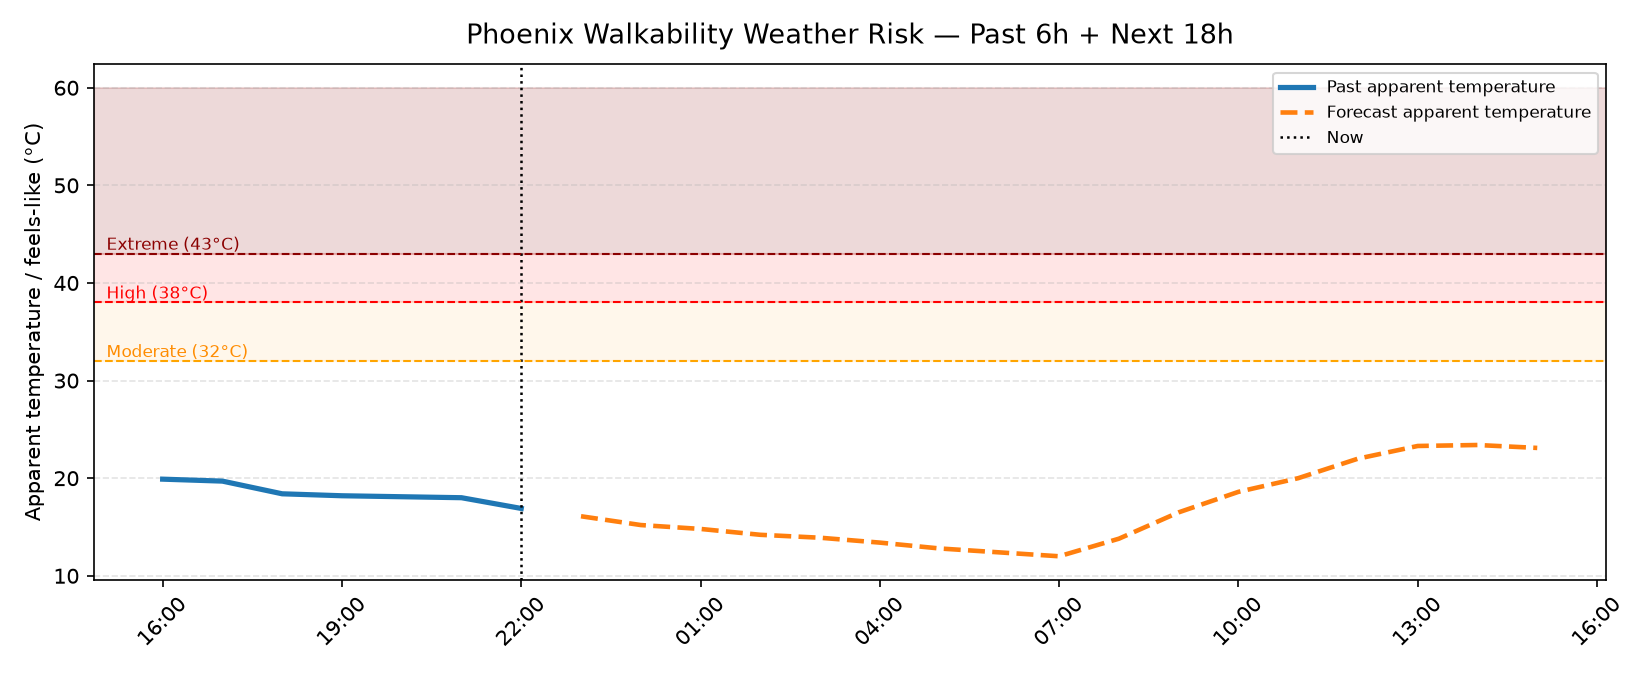 Phoenix Walkability Weather Risk — Past 6h + Next 18h
Apparent temperature / feels-like (°C)
60
50
40
30
20
10
Past apparent temperature
Forecast apparent temperature
Now
Extreme (43°C)
High (38°C)
Moderate (32°C)
16:00
19:00
22:00
01:00
04:00
07:00
10:00
13:00
16:00